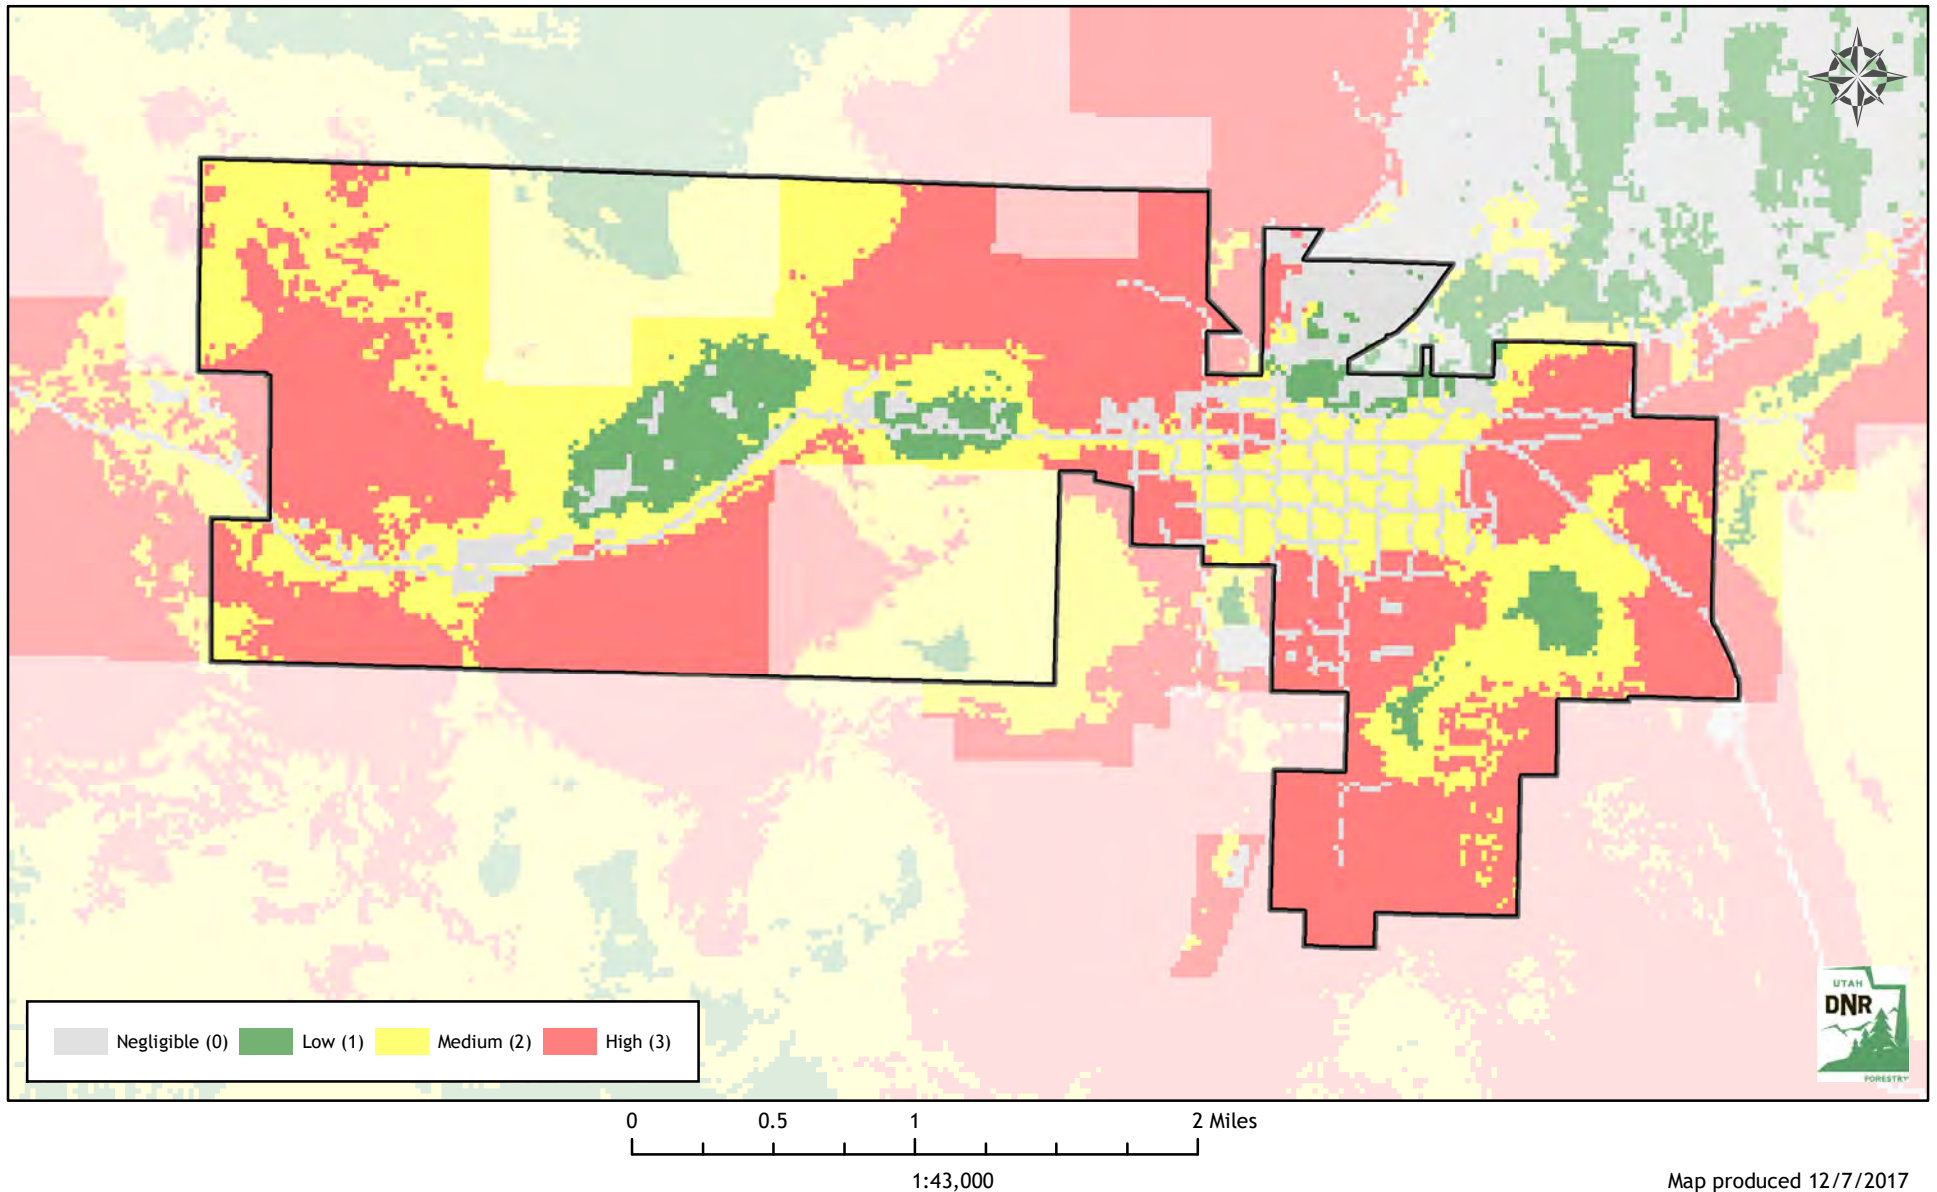 UTAH
DNR
FORESTRY
Negligible (0) Low (1) Medium (2) High (3)
0 0.5 1 2 Miles
1:43,000
Map produced 12/7/2017